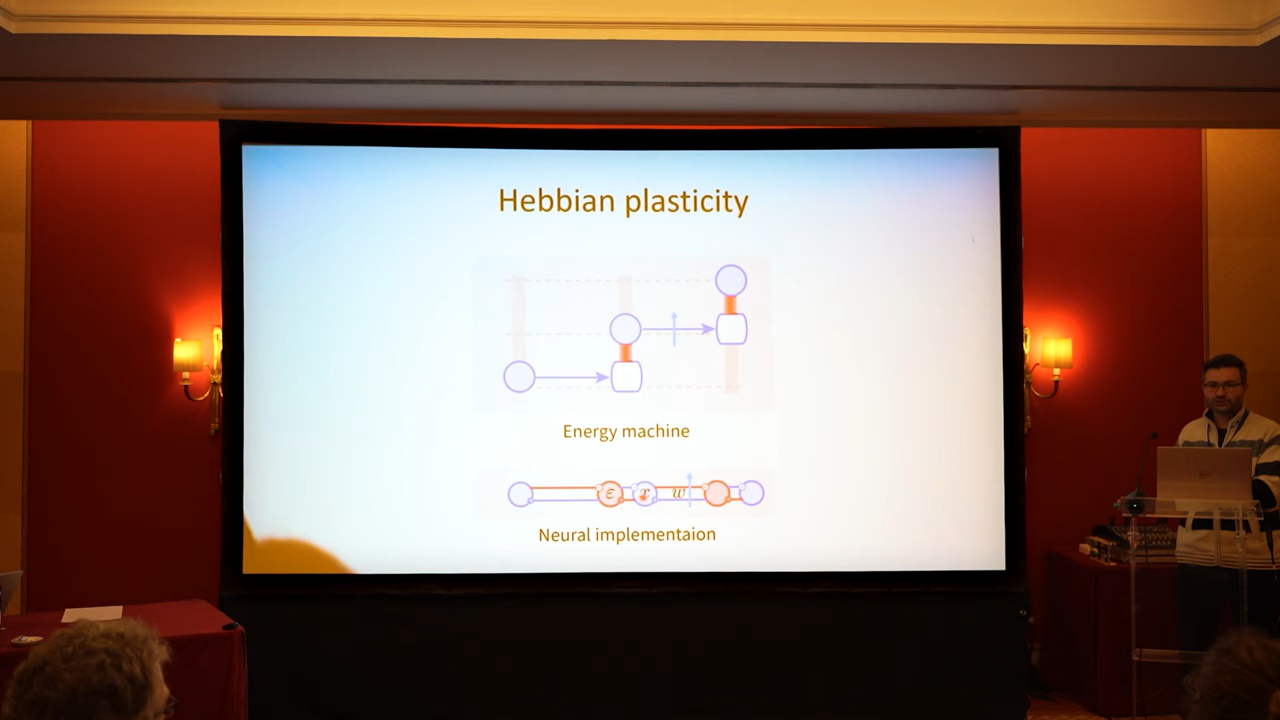 Hebbian plasticity
Energy machine
ε x w
Neural implementaion